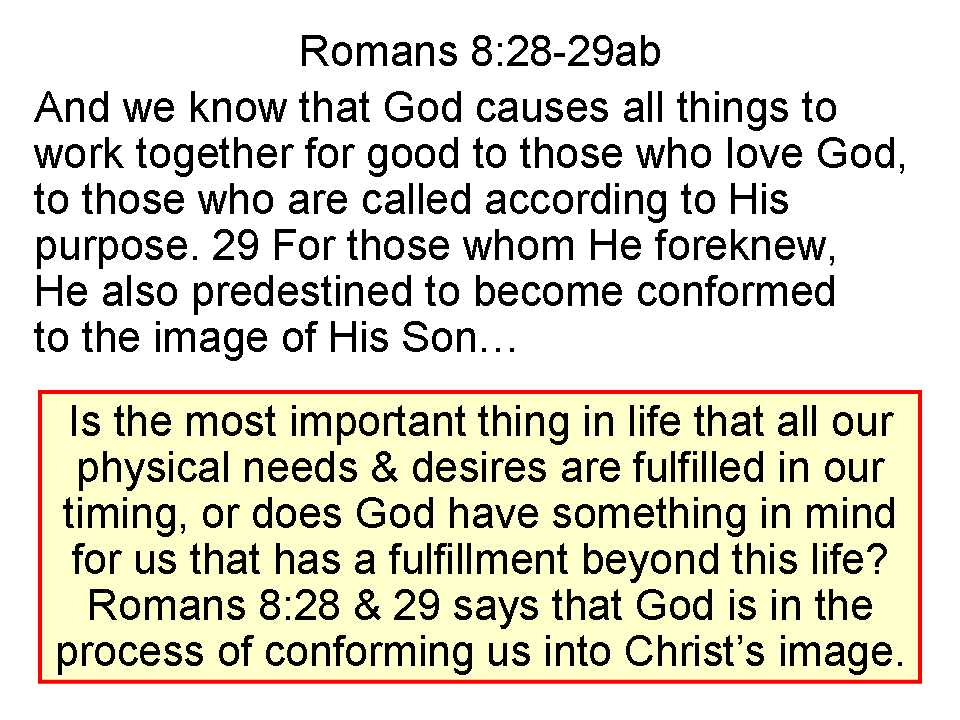 Romans 8:28-29ab
And we know that God causes all things to
work together for good to those who love God,
to those who are called according to His
purpose. 29 For those whom He foreknew,
He also predestined to become conformed
to the image of His Son…
Is the most important thing in life that all our
physical needs & desires are fulfilled in our
timing, or does God have something in mind
for us that has a fulfillment beyond this life?
Romans 8:28 & 29 says that God is in the
process of conforming us into Christ’s image.